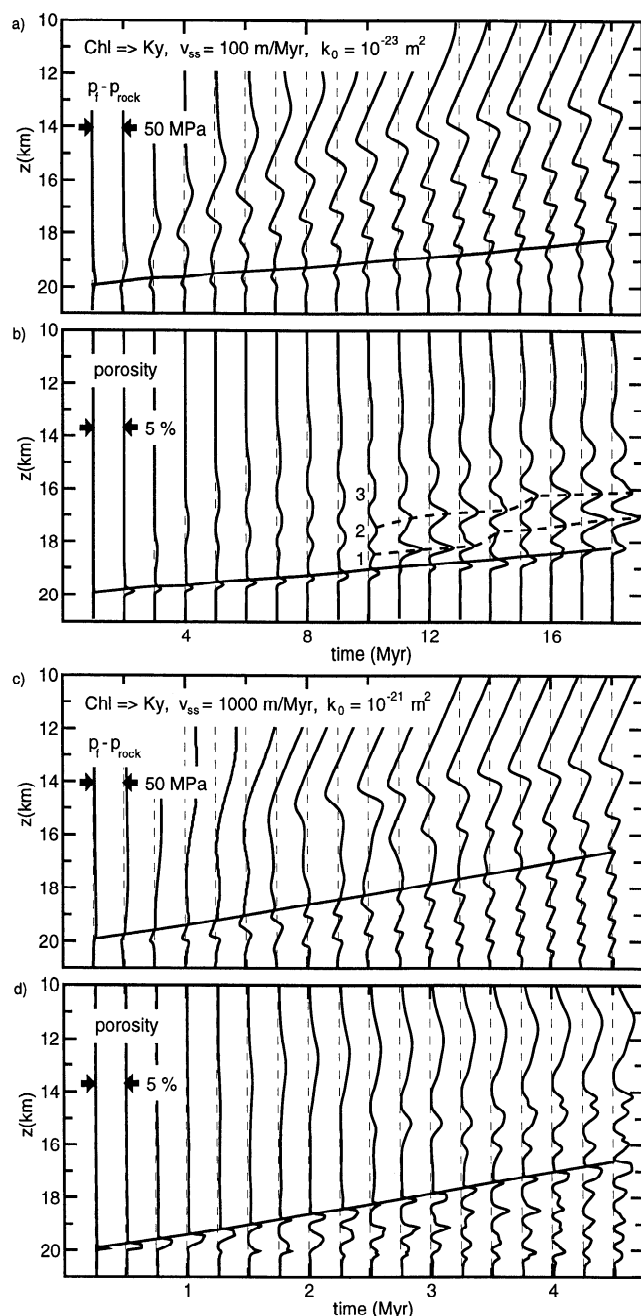 a)
10
Chl => Ky, v_ss = 100 m/Myr, k_0 = 10^-23 m^2
12
p_f - p_rock
14
50 MPa
z(km)
16
18
20
b)
10
12
porosity
14
5 %
z(km)
16
3
2
18
1
20
4 8 12 16
time (Myr)
c)
10
Chl => Ky, v_ss = 1000 m/Myr, k_0 = 10^-21 m^2
12
p_f - p_rock
14
50 MPa
z(km)
16
18
20
d)
10
12
porosity
14
5 %
z(km)
16
18
20
1 2 3 4
time (Myr)